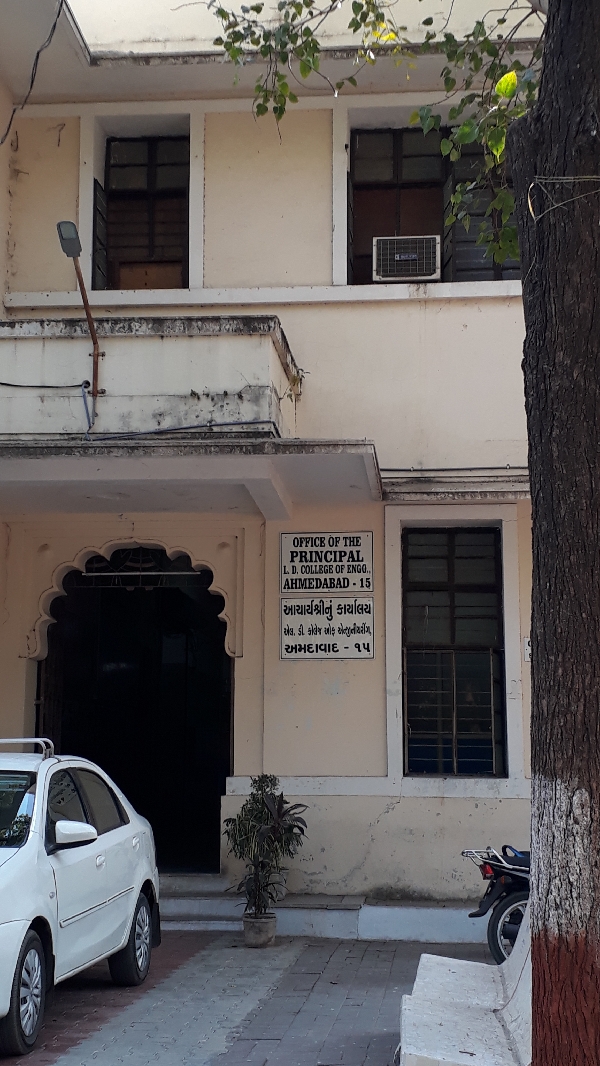 OFFICE OF THE
PRINCIPAL
L. D. COLLEGE OF ENGG.,
AHMEDABAD - 15
આચાર્યશ્રીનું કાર્યાલય
એલ. ડી. કોલેજ ઓફ એન્જીનીયરીંગ,
અમદાવાદ - ૧૫